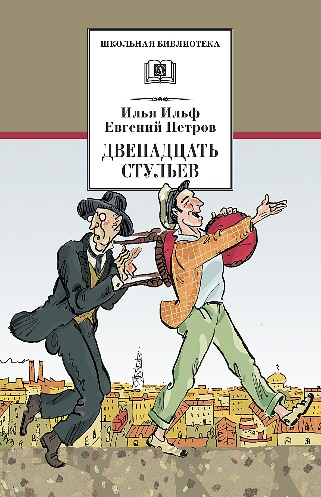 ШКОЛЬНАЯ БИБЛИОТЕКА
Илья Ильф
Евгений Петров
ДВЕНАДЦАТЬ
СТУЛЬЕВ